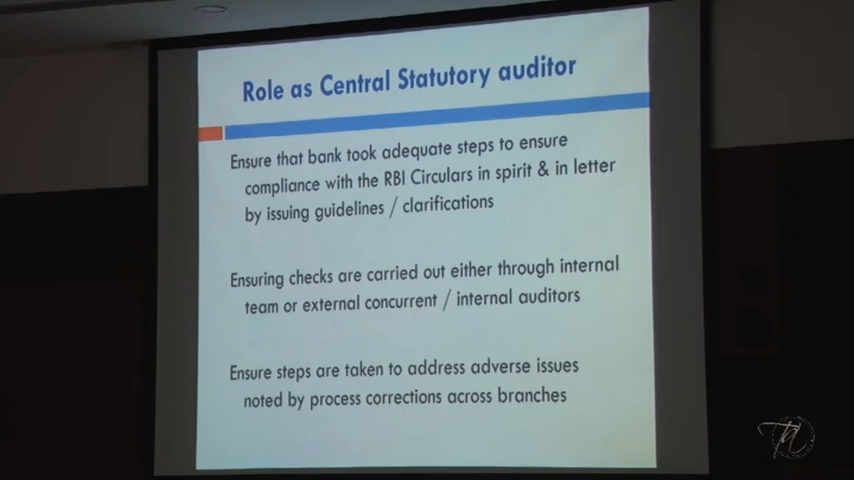 Role as Central Statutory auditor
Ensure that bank took adequate steps to ensure
compliance with the RBI Circulars in spirit & in letter
by issuing guidelines / clarifications
Ensuring checks are carried out either through internal
team or external concurrent / internal auditors
Ensure steps are taken to address adverse issues
noted by process corrections across branches